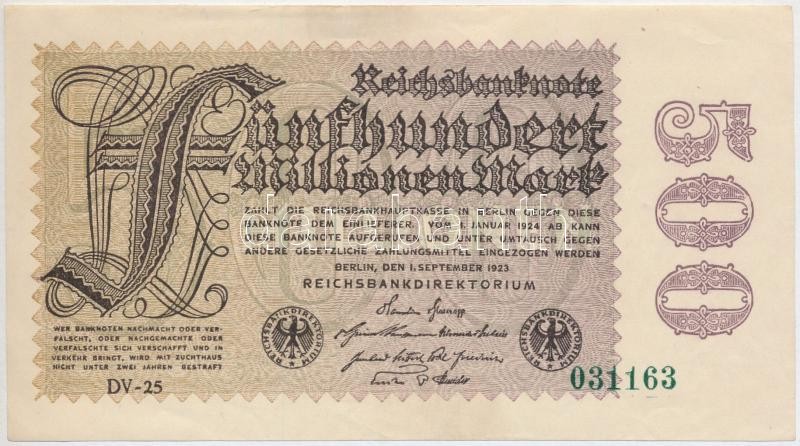 Reichsbanknote
Fünfhundert
Millionen Mark
ZAHLT DIE REICHSBANKHAUPTKASSE IN BERLIN GEGEN DIESE
BANKNOTE DEM EINLIEFERER. VOM 1. JANUAR 1924 AB KANN
DIESE BANKNOTE AUFGERUFEN UND UNTER UMTAUSCH GEGEN
ANDERE GESETZLICHE ZAHLUNGSMITTEL EINGEZOGEN WERDEN
BERLIN, DEN 1. SEPTEMBER 1923
REICHSBANKDIREKTORIUM
WER BANKNOTEN NACHMACHT ODER VER-
FÄLSCHT, ODER NACHGEMACHTE ODER
VERFÄLSCHTE SICH VERSCHAFFT UND IN
VERKEHR BRINGT, WIRD MIT ZUCHTHAUS
NICHT UNTER ZWEI JAHREN BESTRAFT
DV-25
REICHSBANKDIREKTORIUM
REICHSBANKDIREKTORIUM
031163
500